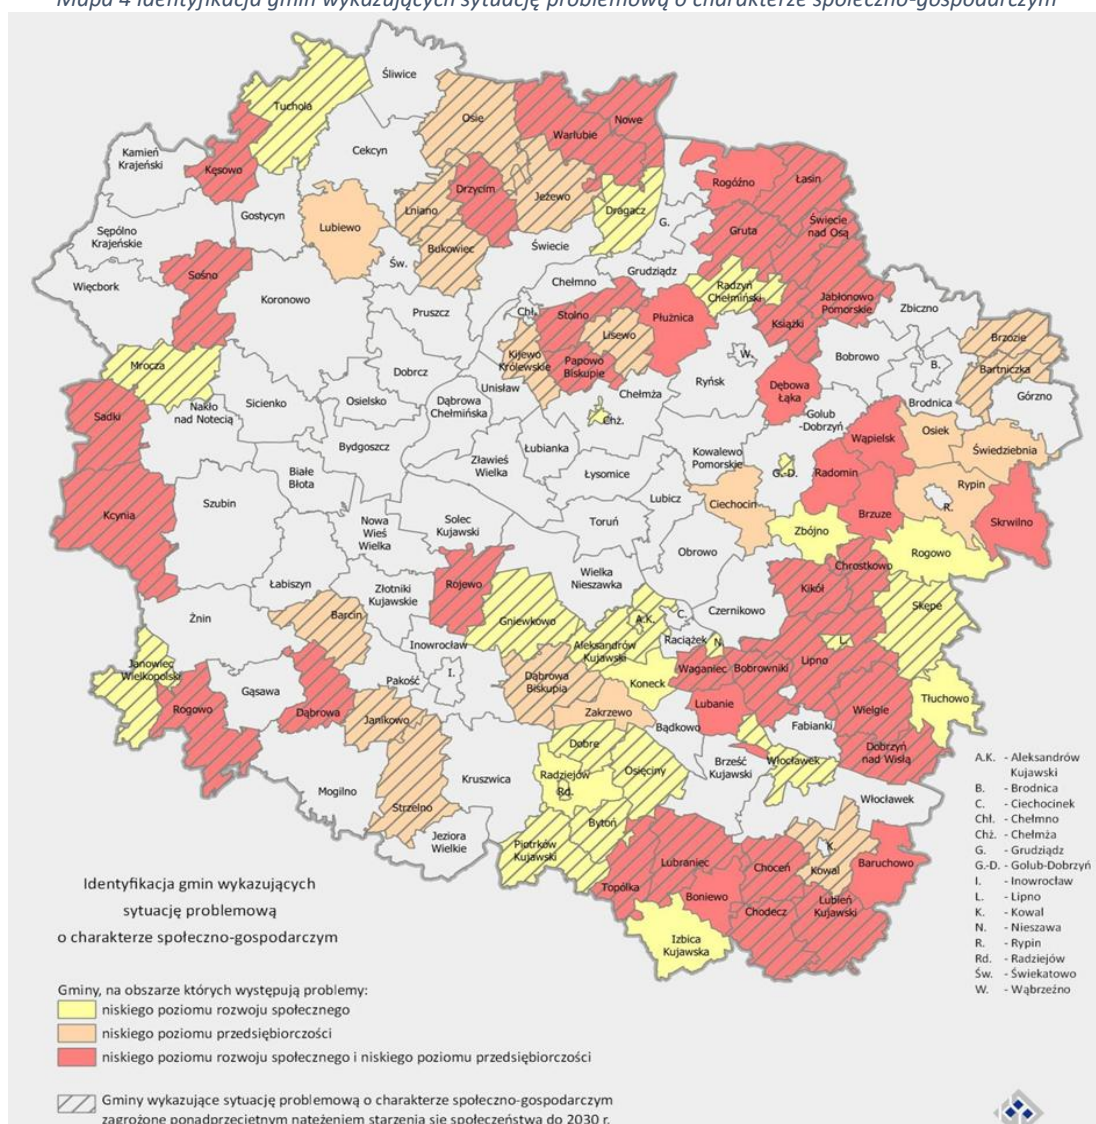 Mapa 4 Identyfikacja gmin wykazujących sytuację problemową o charakterze społeczno-gospodarczym
Śliwice
Tuchola
Osie
Warlubie
Nowe
Cekcyn
Kamień
Krajeński
Kęsowo
Rogóźno
Łasin
Drzycim
Jeżewo
Lniano
Dragacz
G.
Gostycyn
Lubiewo
Świecie
nad Osą
Gruta
Sępólno
Krajeńskie
Bukowiec
Świecie
Św.
Sośno
Grudziądz
Więcbork
Chełmno
Radzyń
Chełmiński
Koronowo
Jabłonowo
Pomorskie
Zbiczno
Pruszcz
Chł.
Stolno
Płużnica
Książki
Lisewo
Brzozie
Mrocza
Kijewo
Królewskie
Papowo
Biskupie
W.
Bobrowo
B.
Bartniczka
Dobrcz
Unisław
Ryńsk
Dębowa
Łąka
Chełmża
Górzno
Sadki
Nakło
nad Notecią
Sicienko
Osielsko
Dąbrowa
Chełmińska
Brodnica
Chż.
Golub
-Dobrzyń
Osiek
Wąpielsk
Bydgoszcz
Łubianka
Kowalewo
Pomorskie
Świedziebnia
Zławieś
Wielka
Łysomice
G.-D.
Radomin
Białe
Błota
Rypin
Lubicz
Ciechocin
R.
Szubin
Kcynia
Brzuze
Skrwilno
Nowa
Wieś
Wielka
Solec
Kujawski
Toruń
Zbójno
Obrowo
Rogowo
Chrostkowo
Wielka
Nieszawka
Łabiszyn
Złotniki
Kujawskie
Rojewo
Kikół
Skępe
Żnin
Barcin
Gniewkowo
A.K.
C.
Czernikowo
Raciążek
N.
L.
Inowrocław
Aleksandrów
Kujawski
Janowiec
Wielkopolski
Waganiec
Bobrowniki
Lipno
I.
Pakość
Dąbrowa
Biskupia
Koneck
Gąsawa
Tłuchowo
Rogowo
Dąbrowa
Lubanie
Wielgie
Zakrzewo
Janikowo
Bądkowo
Fabianki
Dobre
Dobrzyń
nad Wisłą
Włocławek
Brześć
Kujawski
Radziejów
Osięciny
Kruszwica
Rd.
Mogilno
Włocławek
Strzelno
Bytoń
Jeziora
Wielkie
Piotrków
Kujawski
K.
Lubraniec
Choceń
Kowal
Baruchowo
Topólka
Boniewo
Lubień
Kujawski
Chodecz
Izbica
Kujawska
A.K. - Aleksandrów
Kujawski
B. - Brodnica
C. - Ciechocinek
Chł. - Chełmno
Chż. - Chełmża
G. - Grudziądz
G.-D. - Golub-Dobrzyń
I. - Inowrocław
L. - Lipno
K. - Kowal
N. - Nieszawa
R. - Rypin
Rd. - Radziejów
Św. - Świekatowo
W. - Wąbrzeźno
Identyfikacja gmin wykazujących
sytuację problemową
o charakterze społeczno-gospodarczym
Gminy, na obszarze których występują problemy:
niskiego poziomu rozwoju społecznego
niskiego poziomu przedsiębiorczości
niskiego poziomu rozwoju społecznego i niskiego poziomu przedsiębiorczości
Gminy wykazujące sytuację problemową o charakterze społeczno-gospodarczym
zagrożone ponadprzeciętnym natężeniem starzenia się społeczeństwa do 2030 r.